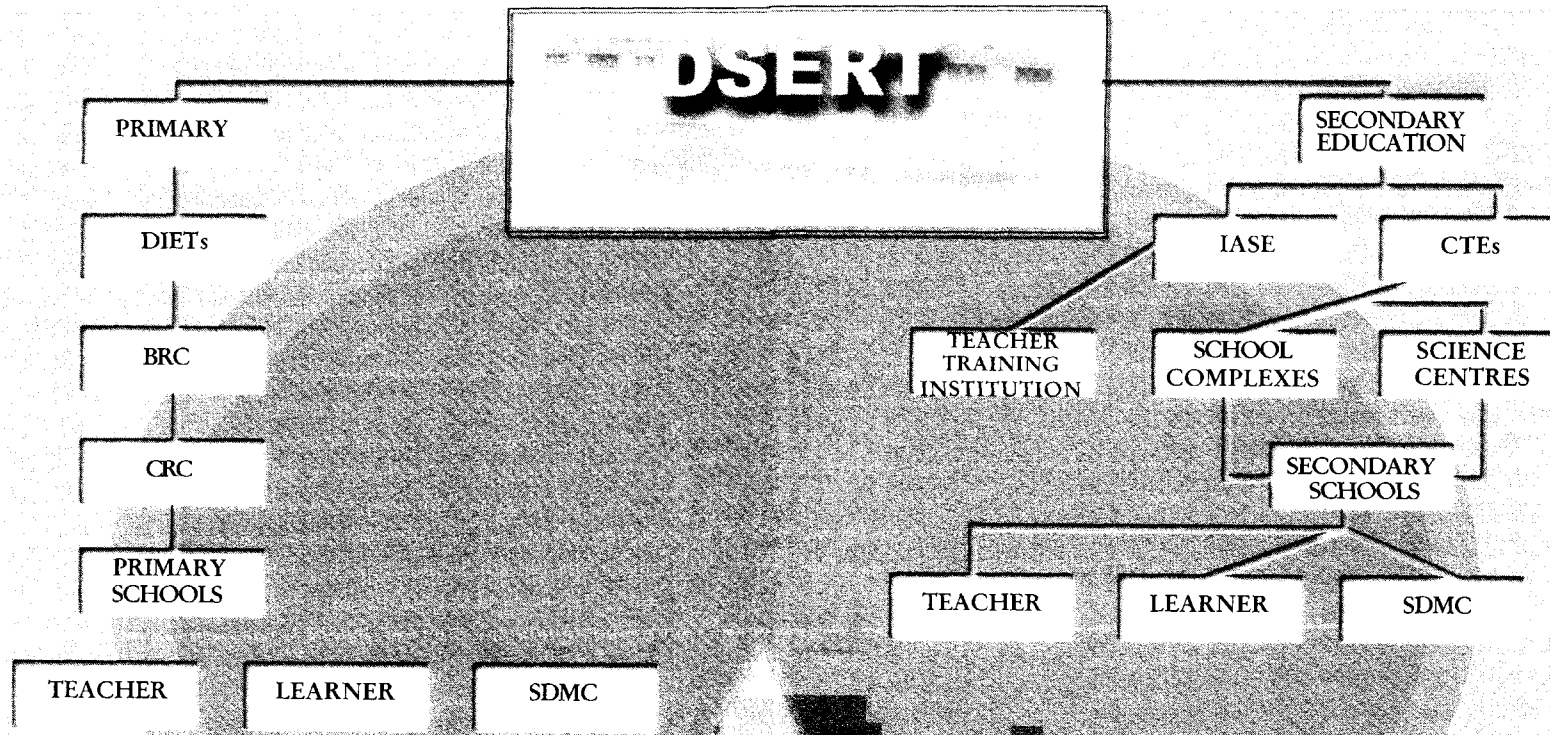 DSERT
PRIMARY
DIETs
BRC
CRC
PRIMARY
SCHOOLS
TEACHER
LEARNER
SDMC
SECONDARY
EDUCATION
IASE
CTEs
TEACHER
TRAINING
INSTITUTION
SCHOOL
COMPLEXES
SCIENCE
CENTRES
SECONDARY
SCHOOLS
TEACHER
LEARNER
SDMC